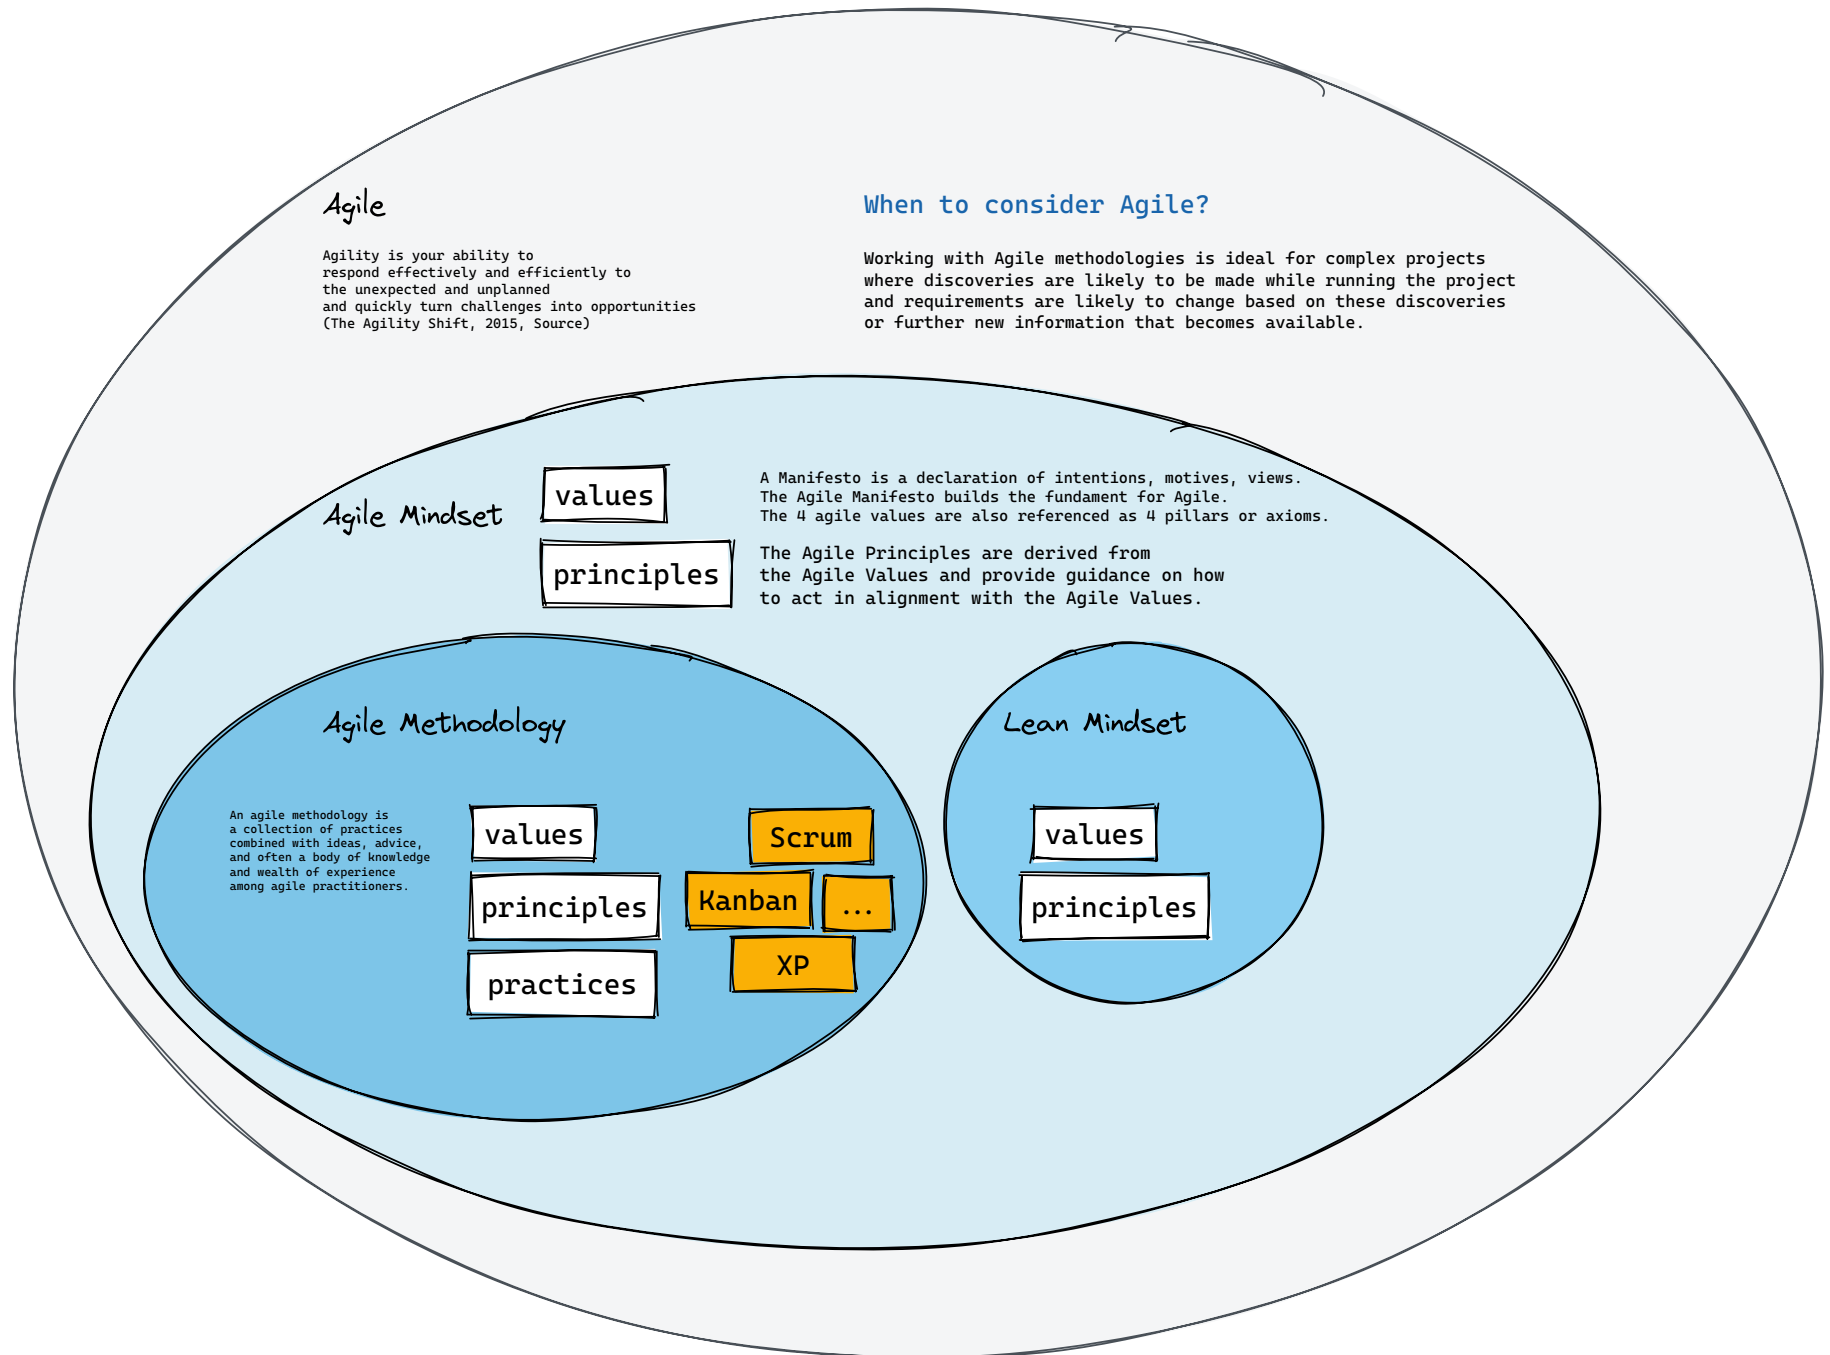 Agile
Agility is your ability to
respond effectively and efficiently to
the unexpected and unplanned
and quickly turn challenges into opportunities
(The Agility Shift, 2015, Source)
When to consider Agile?
Working with Agile methodologies is ideal for complex projects
where discoveries are likely to be made while running the project
and requirements are likely to change based on these discoveries
or further new information that becomes available.
Agile Mindset
values
principles
A Manifesto is a declaration of intentions, motives, views.
The Agile Manifesto builds the fundament for Agile.
The 4 agile values are also referenced as 4 pillars or axioms.
The Agile Principles are derived from
the Agile Values and provide guidance on how
to act in alignment with the Agile Values.
Agile Methodology
An agile methodology is
a collection of practices
combined with ideas, advice,
and often a body of knowledge
and wealth of experience
among agile practitioners.
values
principles
practices
Scrum
Kanban
...
XP
Lean Mindset
values
principles